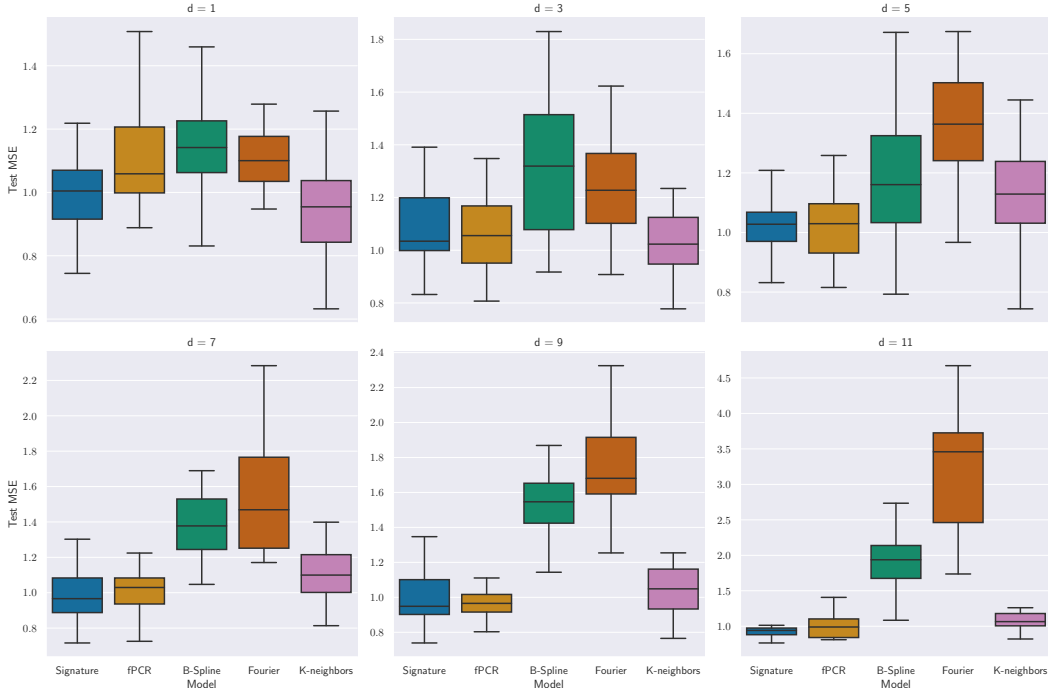 d = 1
d = 3
d = 5
Test MSE
1.4
1.2
1.0
0.8
0.6
1.8
1.6
1.4
1.2
1.0
0.8
1.6
1.4
1.2
1.0
0.8
d = 7
d = 9
d = 11
Test MSE
2.2
2.0
1.8
1.6
1.4
1.2
1.0
0.8
2.4
2.2
2.0
1.8
1.6
1.4
1.2
1.0
0.8
4.5
4.0
3.5
3.0
2.5
2.0
1.5
1.0
Signature fPCR B-Spline Fourier K-neighbors
Model
Signature fPCR B-Spline Fourier K-neighbors
Model
Signature fPCR B-Spline Fourier K-neighbors
Model